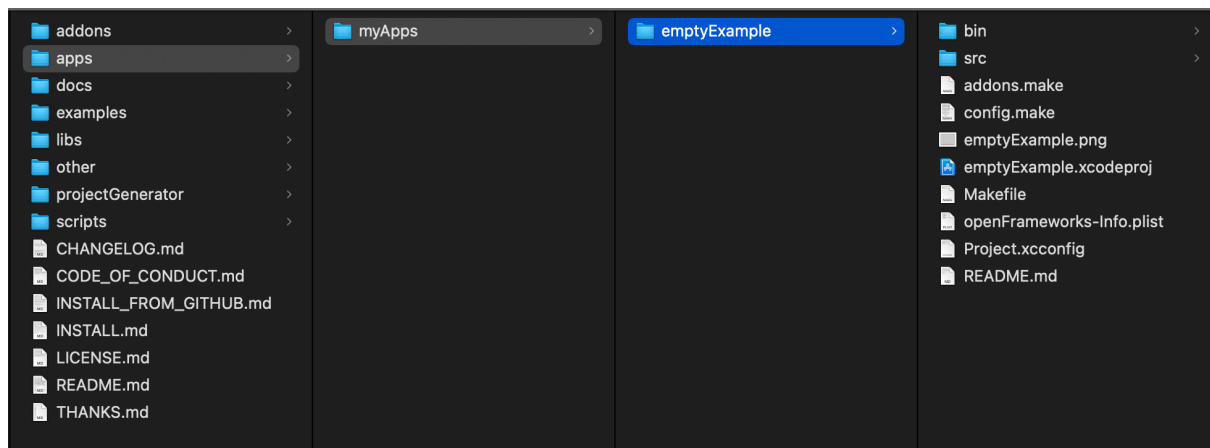 addons
apps
docs
examples
libs
other
projectGenerator
scripts
CHANGELOG.md
CODE_OF_CONDUCT.md
INSTALL_FROM_GITHUB.md
INSTALL.md
LICENSE.md
README.md
THANKS.md
myApps
emptyExample
bin
src
addons.make
config.make
emptyExample.png
emptyExample.xcodeproj
Makefile
openFrameworks-Info.plist
Project.xcconfig
README.md